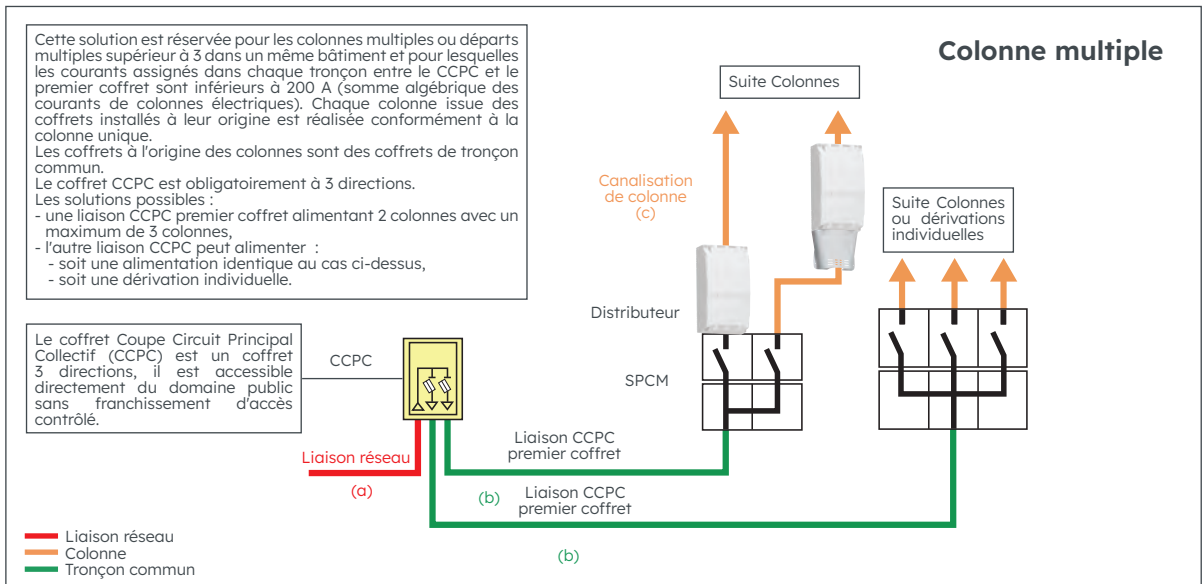 Colonne multiple
Cette solution est réservée pour les colonnes multiples ou départs
multiples supérieur à 3 dans un même bâtiment et pour lesquelles
les courants assignés dans chaque tronçon entre le CCPC et le
premier coffret sont inférieurs à 200 A (somme algébrique des
courants de colonnes électriques). Chaque colonne issue des
coffrets installés à leur origine est réalisée conformément à la
colonne unique.
Les coffrets à l'origine des colonnes sont des coffrets de tronçon
commun.
Le coffret CCPC est obligatoirement à 3 directions.
Les solutions possibles :
- une liaison CCPC premier coffret alimentant 2 colonnes avec un
maximum de 3 colonnes,
- l'autre liaison CCPC peut alimenter :
- soit une alimentation identique au cas ci-dessus,
- soit une dérivation individuelle.
Suite Colonnes
Canalisation
de colonne
(c)
Suite Colonnes
ou dérivations
individuelles
Distributeur
SPCM
Le coffret Coupe Circuit Principal
Collectif (CCPC) est un coffret
3 directions, il est accessible
directement du domaine public
sans franchissement d'accès
contrôlé.
CCPC
Liaison réseau
(a)
Liaison CCPC
premier coffret
(b)
Liaison CCPC
premier coffret
(b)
Liaison réseau
Colonne
Tronçon commun